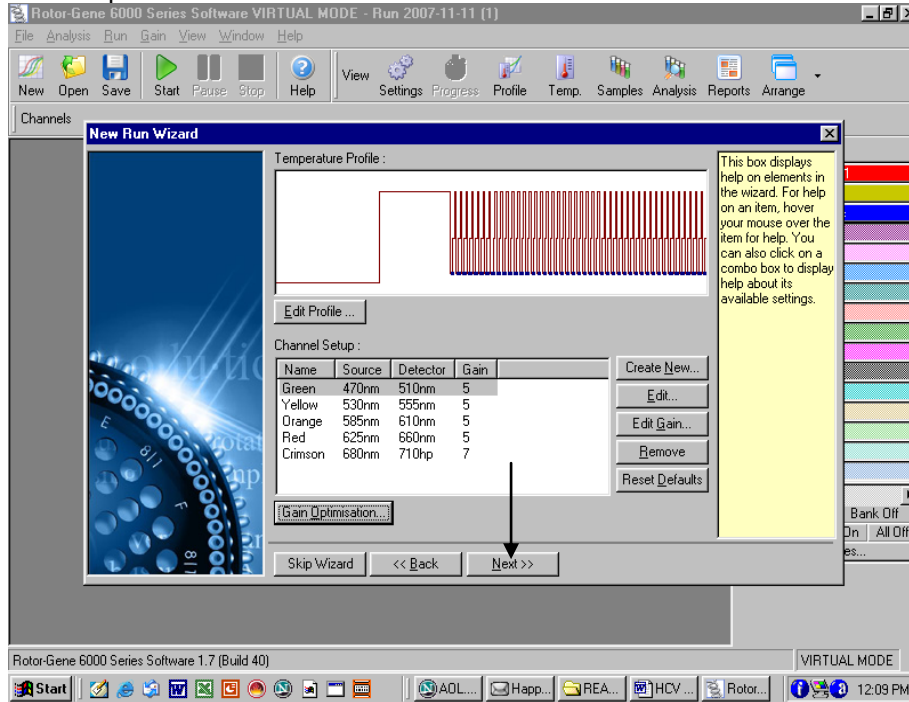 Rotor-Gene 6000 Series Software VIRTUAL MODE - Run 2007-11-11 (1)
File Analysis Run Gain View Window Help
New Open Save Start Pause Stop Help View Settings Progress Profile Temp. Samples Analysis Reports Arrange
Channels
New Run Wizard
Temperature Profile :
Edit Profile ...
Channel Setup :
Name Source Detector Gain
Green 470nm 510nm 5
Yellow 530nm 555nm 5
Orange 585nm 610nm 5
Red 625nm 660nm 5
Crimson 680nm 710hp 7
Create New...
Edit...
Edit Gain...
Remove
Reset Defaults
Gain Optimisation...
Skip Wizard << Back Next >>
This box displays
help on elements in
the wizard. For help
on an item, hover
your mouse over the
item for help. You
can also click on a
combo box to display
help about its
available settings.
Bank Off
On All Off
es...
Rotor-Gene 6000 Series Software 1.7 (Build 40) VIRTUAL MODE
Start AOL... Happ... REA... HCV ... Rotor... 12:09 PM